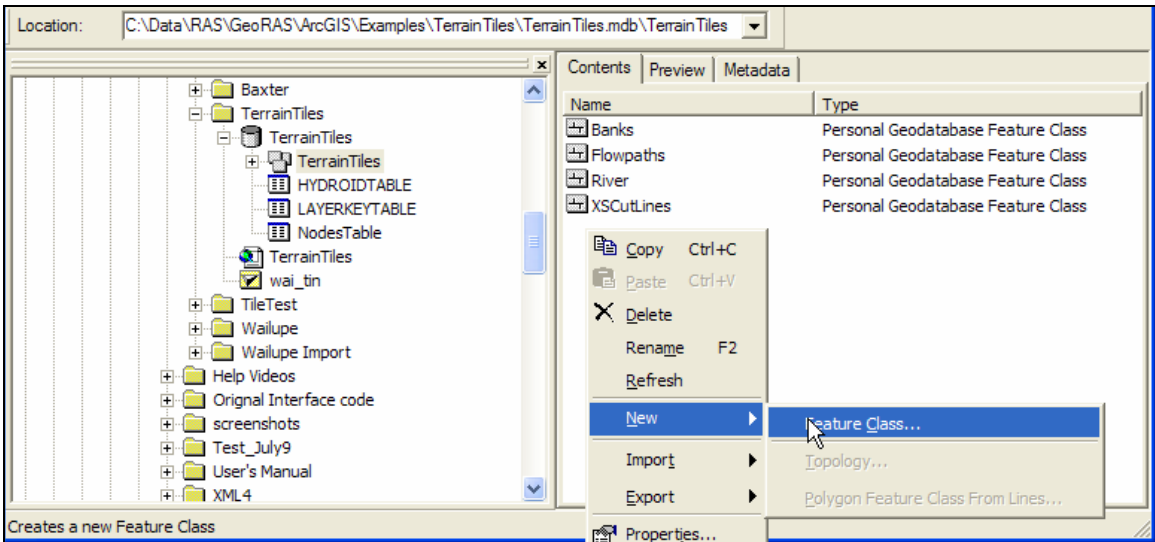 Location: C:\Data\RAS\GeoRAS\ArcGIS\Examples\TerrainTiles\TerrainTiles.mdb\TerrainTiles
Baxter
TerrainTiles
TerrainTiles
TerrainTiles
HYDROIDTABLE
LAYERKEYTABLE
NodesTable
TerrainTiles
wai_tin
TileTest
Wailupe
Wailupe Import
Help Videos
Orignal Interface code
screenshots
Test_July9
User's Manual
XML4
Contents Preview Metadata
Name Type
Banks Personal Geodatabase Feature Class
Flowpaths Personal Geodatabase Feature Class
River Personal Geodatabase Feature Class
XSCutLines Personal Geodatabase Feature Class
Copy Ctrl+C
Paste Ctrl+V
Delete
Rename F2
Refresh
New
Import
Export
Properties...
Feature Class...
Topology...
Polygon Feature Class From Lines...
Creates a new Feature Class